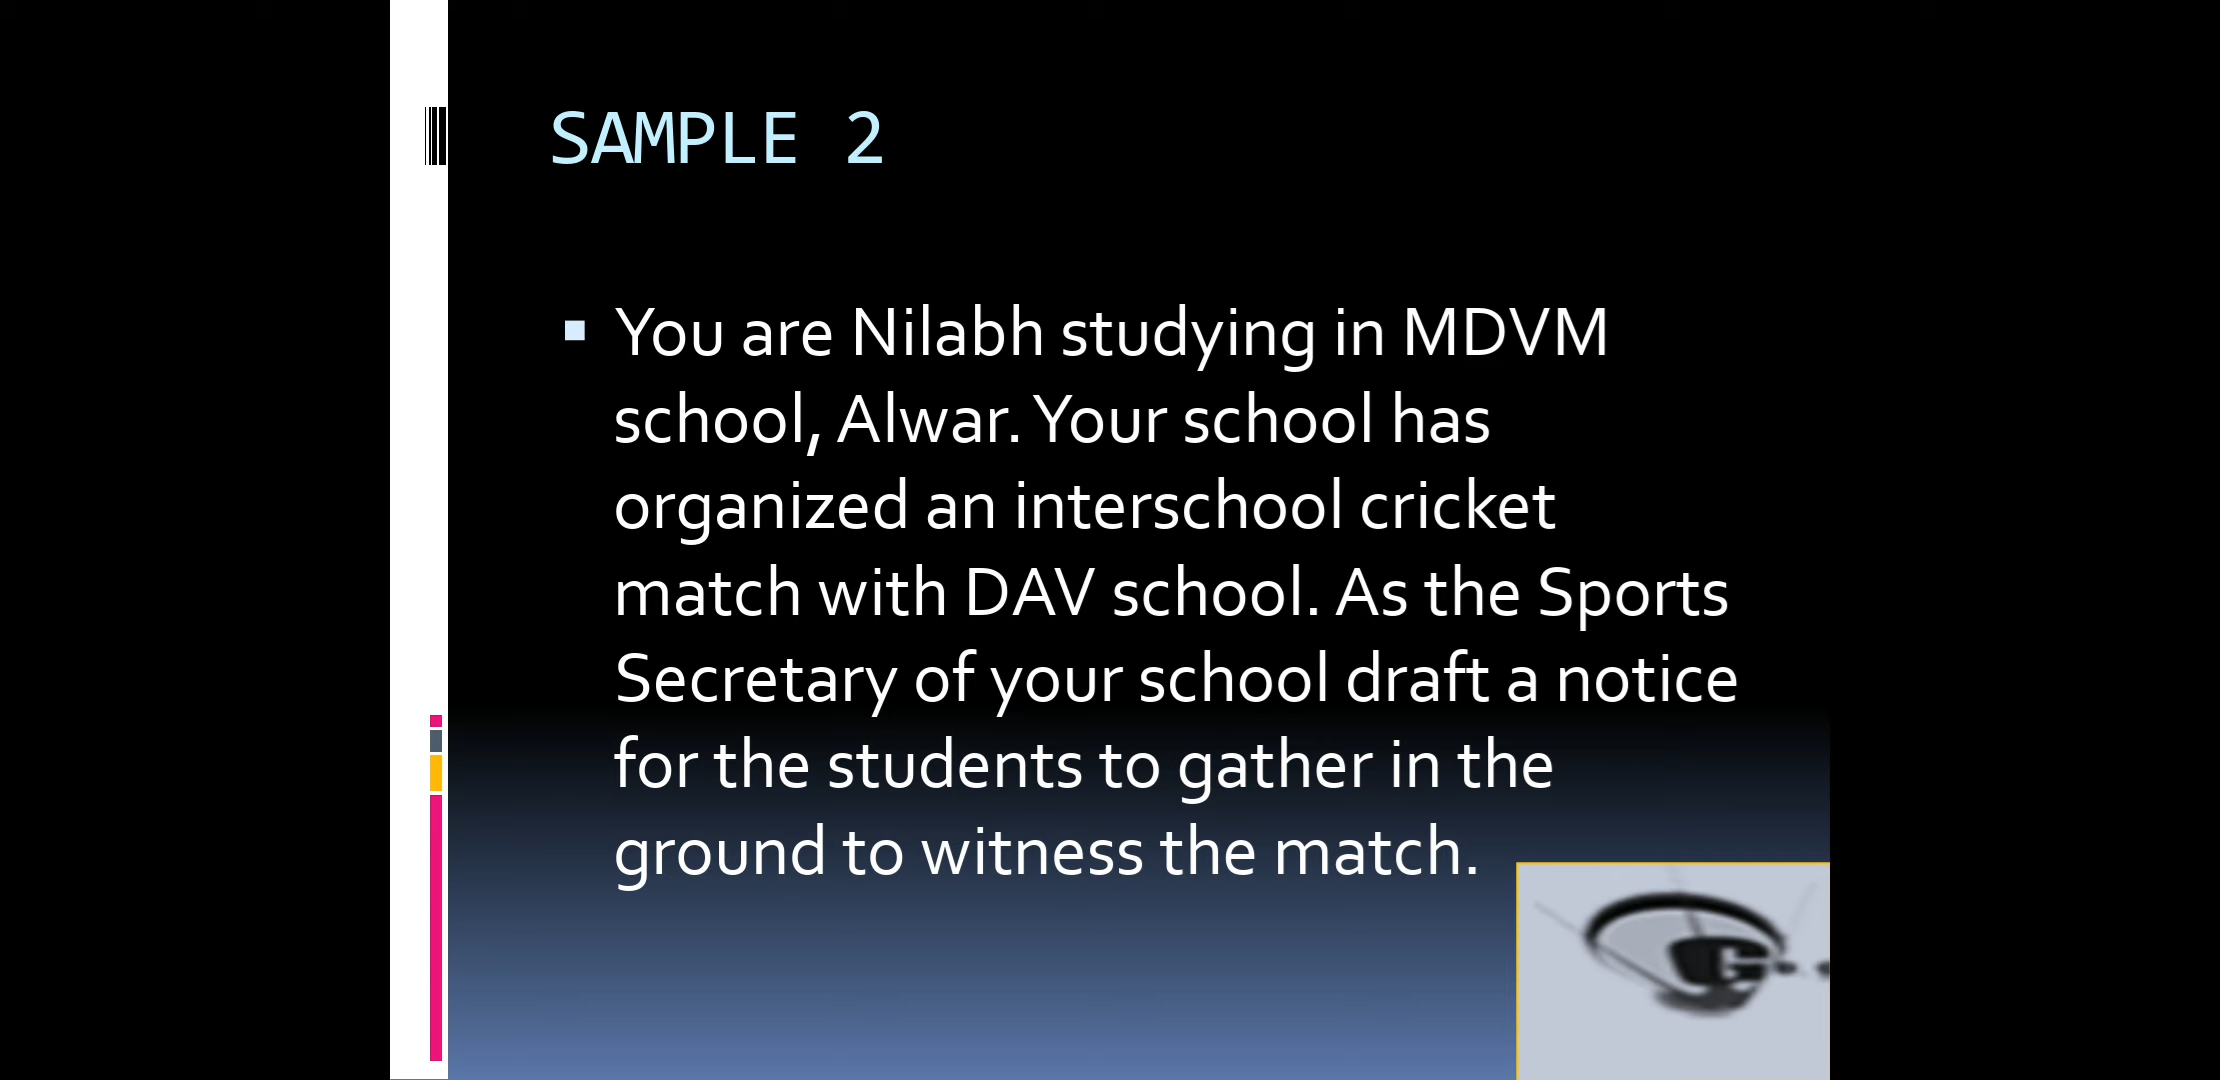 SAMPLE 2
▪ You are Nilabh studying in MDVM
school, Alwar. Your school has
organized an interschool cricket
match with DAV school. As the Sports
Secretary of your school draft a notice
for the students to gather in the
ground to witness the match.